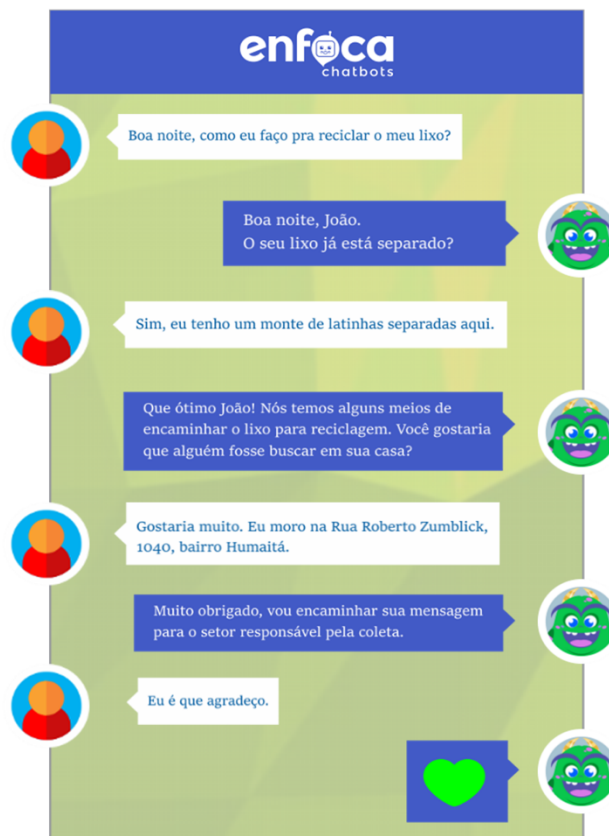 enfoca
chatbots
Boa noite, como eu faço pra reciclar o meu lixo?
Boa noite, João.
O seu lixo já está separado?
Sim, eu tenho um monte de latinhas separadas aqui.
Que ótimo João! Nós temos alguns meios de
encaminhar o lixo para reciclagem. Você gostaria
que alguém fosse buscar em sua casa?
Gostaria muito. Eu moro na Rua Roberto Zumblick,
1040, bairro Humaitá.
Muito obrigado, vou encaminhar sua mensagem
para o setor responsável pela coleta.
Eu é que agradeço.